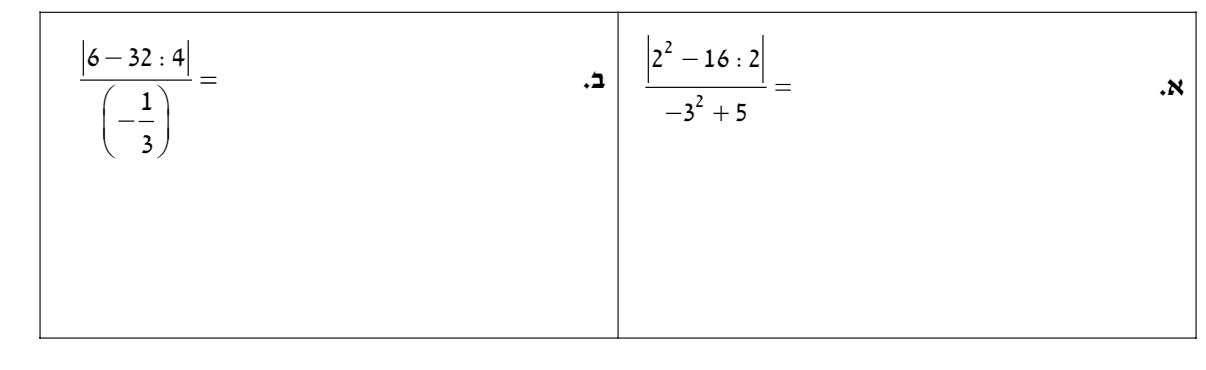 א. |2² − 16 : 2| / (−3² + 5) =
ב. |6 − 32 : 4| / (−1/3) =